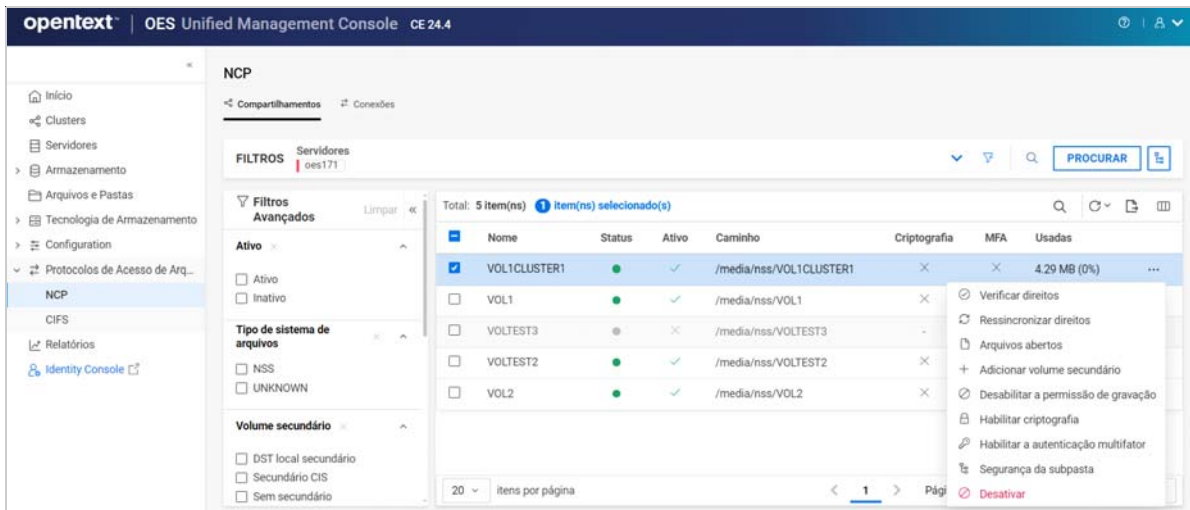 opentext™ | OES Unified Management Console CE 24.4
Início
Clusters
Servidores
Armazenamento
Arquivos e Pastas
Tecnologia de Armazenamento
Configuration
Protocolos de Acesso de Arq...
NCP
CIFS
Relatórios
Identity Console
NCP
Compartilhamentos Conexões
FILTROS Servidores
oes171
PROCURAR
Filtros
Avançados
Limpar
Ativo
Ativo
Inativo
Tipo de sistema de
arquivos
NSS
UNKNOWN
Volume secundário
DST local secundário
Secundário CIS
Sem secundário
Total: 5 item(ns) 1 item(ns) selecionado(s)
Nome Status Ativo Caminho Criptografia MFA Usadas
VOL1CLUSTER1 /media/nss/VOL1CLUSTER1 4.29 MB (0%) ...
VOL1 /media/nss/VOL1
VOLTEST3 /media/nss/VOLTEST3 -
VOLTEST2 /media/nss/VOLTEST2
VOL2 /media/nss/VOL2
Verificar direitos
Ressincronizar direitos
Arquivos abertos
Adicionar volume secundário
Desabilitar a permissão de gravação
Habilitar criptografia
Habilitar a autenticação multifator
Segurança da subpasta
Desativar
20 itens por página 1 Pági